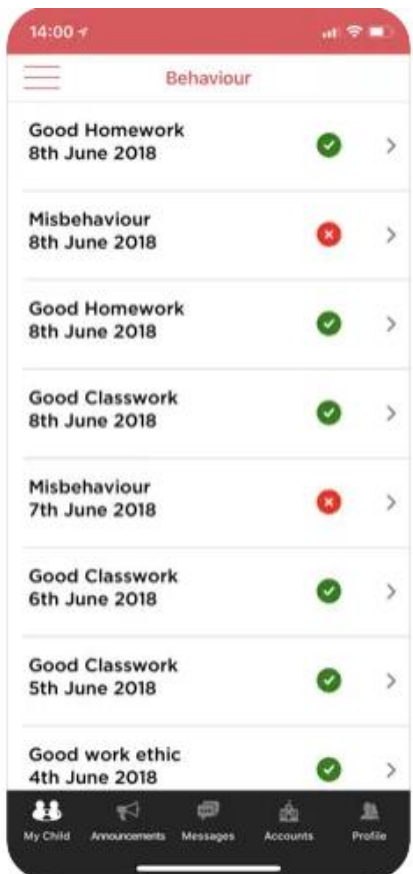 14:00
Behaviour
Good Homework
8th June 2018
Misbehaviour
8th June 2018
Good Homework
8th June 2018
Good Classwork
8th June 2018
Misbehaviour
7th June 2018
Good Classwork
6th June 2018
Good Classwork
5th June 2018
Good work ethic
4th June 2018
My Child Announcements Messages Accounts Profile